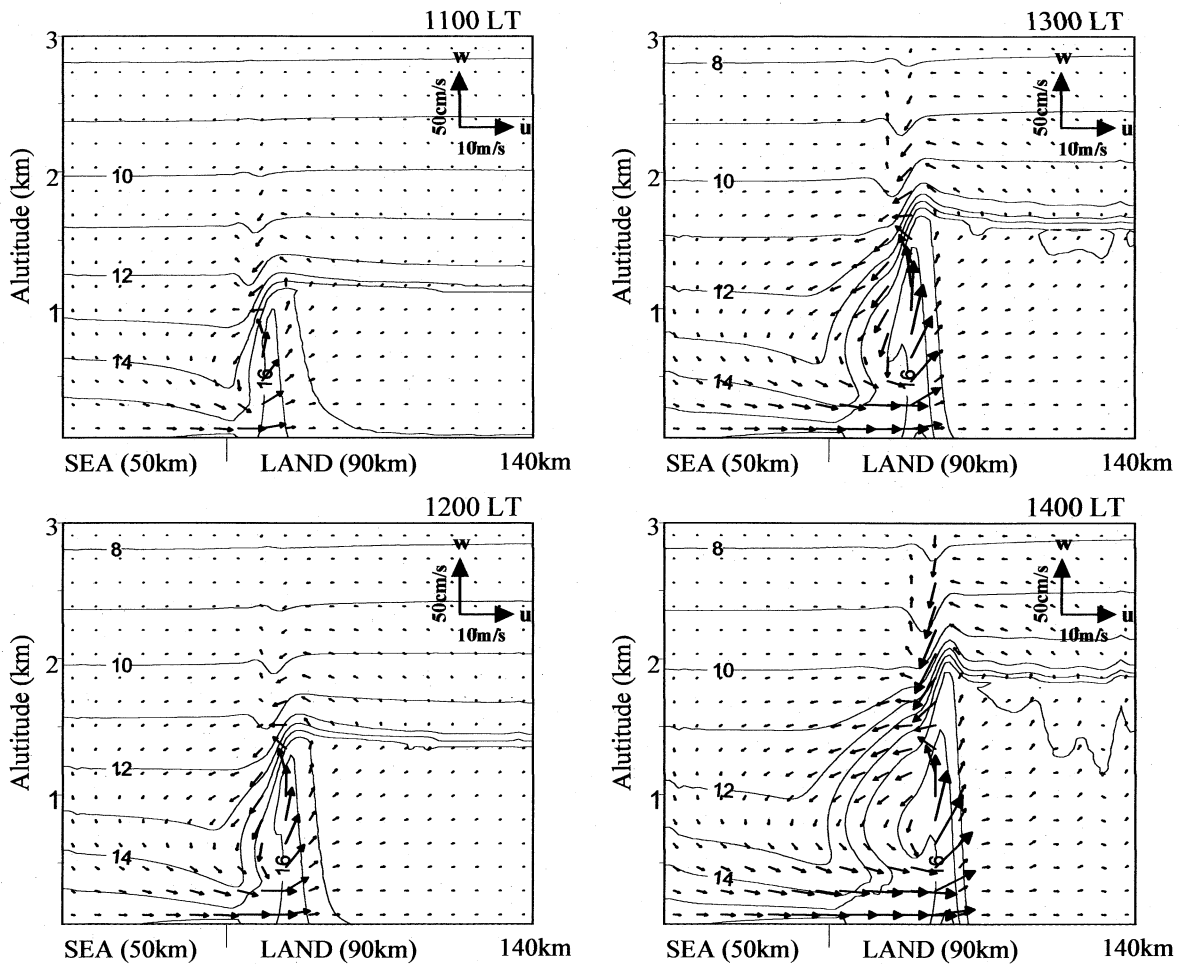 1100 LT
3
w
50cm/s
u
10m/s
2
10
Alutitude (km)
12
1
14
16
SEA (50km)
LAND (90km)
140km
1300 LT
3
w
8
50cm/s
u
10m/s
2
10
Alutitude (km)
12
1
14
16
SEA (50km)
LAND (90km)
140km
1200 LT
3
w
8
50cm/s
u
10m/s
2
10
Alutitude (km)
12
1
14
16
SEA (50km)
LAND (90km)
140km
1400 LT
3
w
8
50cm/s
u
10m/s
2
10
Alutitude (km)
12
1
14
16
SEA (50km)
LAND (90km)
140km